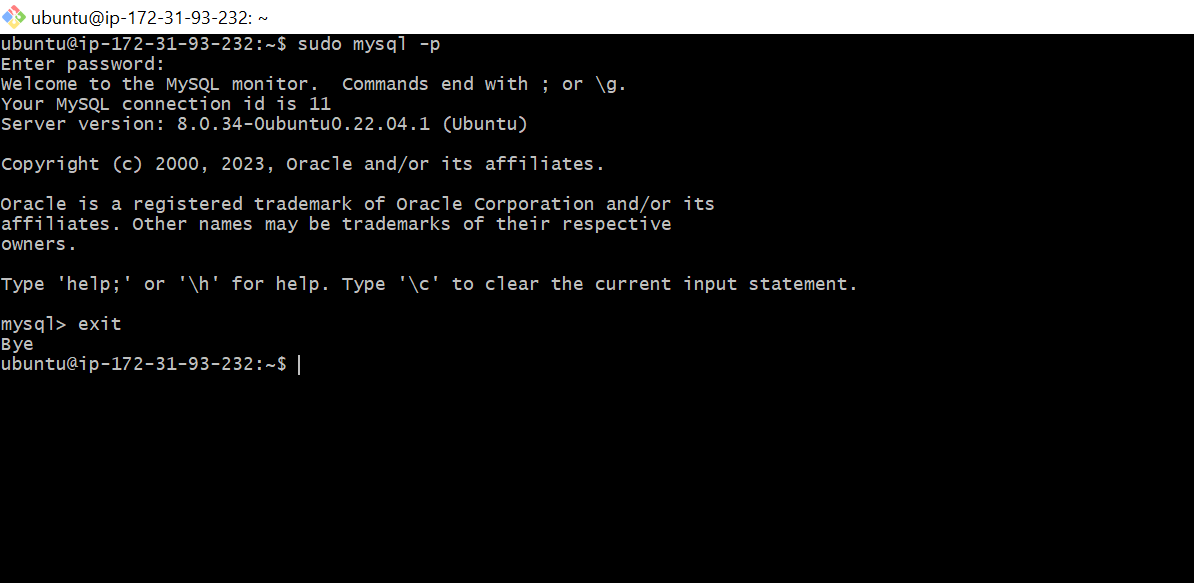 ubuntu@ip-172-31-93-232: ~
ubuntu@ip-172-31-93-232:~$ sudo mysql -p
Enter password:
Welcome to the MySQL monitor.  Commands end with ; or \g.
Your MySQL connection id is 11
Server version: 8.0.34-0ubuntu0.22.04.1 (Ubuntu)
Copyright (c) 2000, 2023, Oracle and/or its affiliates.
Oracle is a registered trademark of Oracle Corporation and/or its
affiliates. Other names may be trademarks of their respective
owners.
Type 'help;' or '\h' for help. Type '\c' to clear the current input statement.
mysql> exit
Bye
ubuntu@ip-172-31-93-232:~$